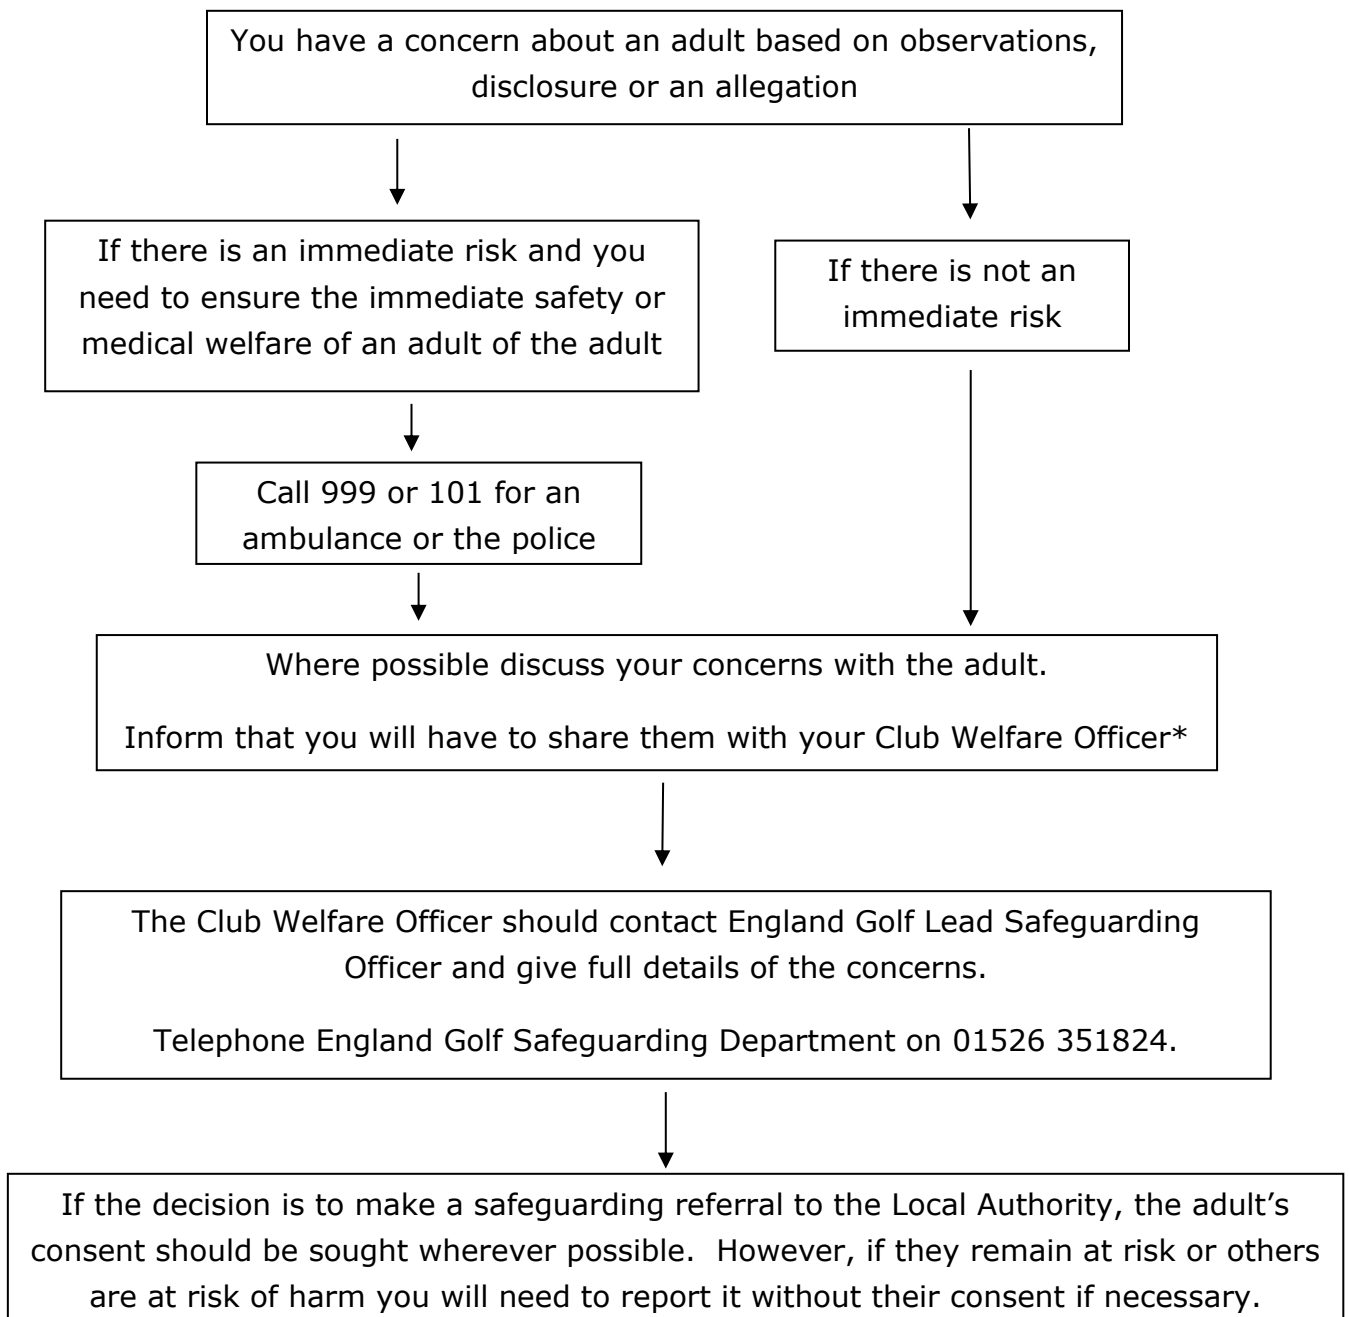 You have a concern about an adult based on observations,
disclosure or an allegation
If there is an immediate risk and you
need to ensure the immediate safety or
medical welfare of an adult of the adult
If there is not an
immediate risk
Call 999 or 101 for an
ambulance or the police
Where possible discuss your concerns with the adult.
Inform that you will have to share them with your Club Welfare Officer*
The Club Welfare Officer should contact England Golf Lead Safeguarding
Officer and give full details of the concerns.
Telephone England Golf Safeguarding Department on 01526 351824.
If the decision is to make a safeguarding referral to the Local Authority, the adult’s
consent should be sought wherever possible.  However, if they remain at risk or others
are at risk of harm you will need to report it without their consent if necessary.